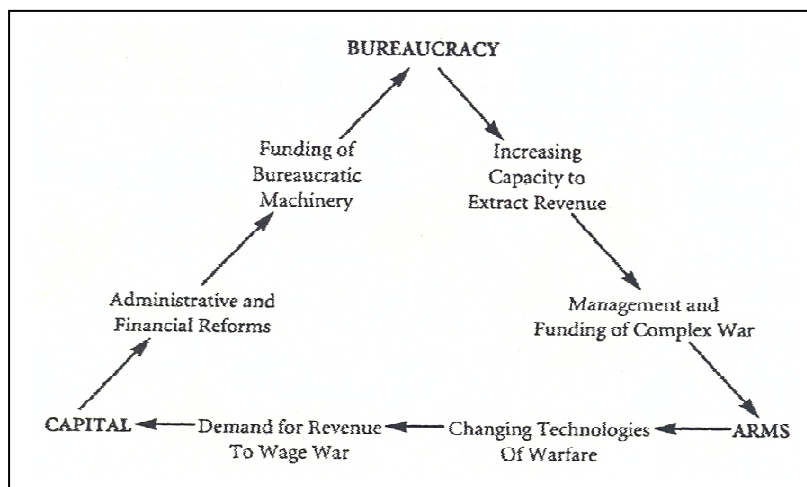 BUREAUCRACY
Funding of
Bureaucratic
Machinery
Increasing
Capacity to
Extract Revenue
Administrative and
Financial Reforms
Management and
Funding of Complex War
CAPITAL
Demand for Revenue
To Wage War
Changing Technologies
Of Warfare
ARMS